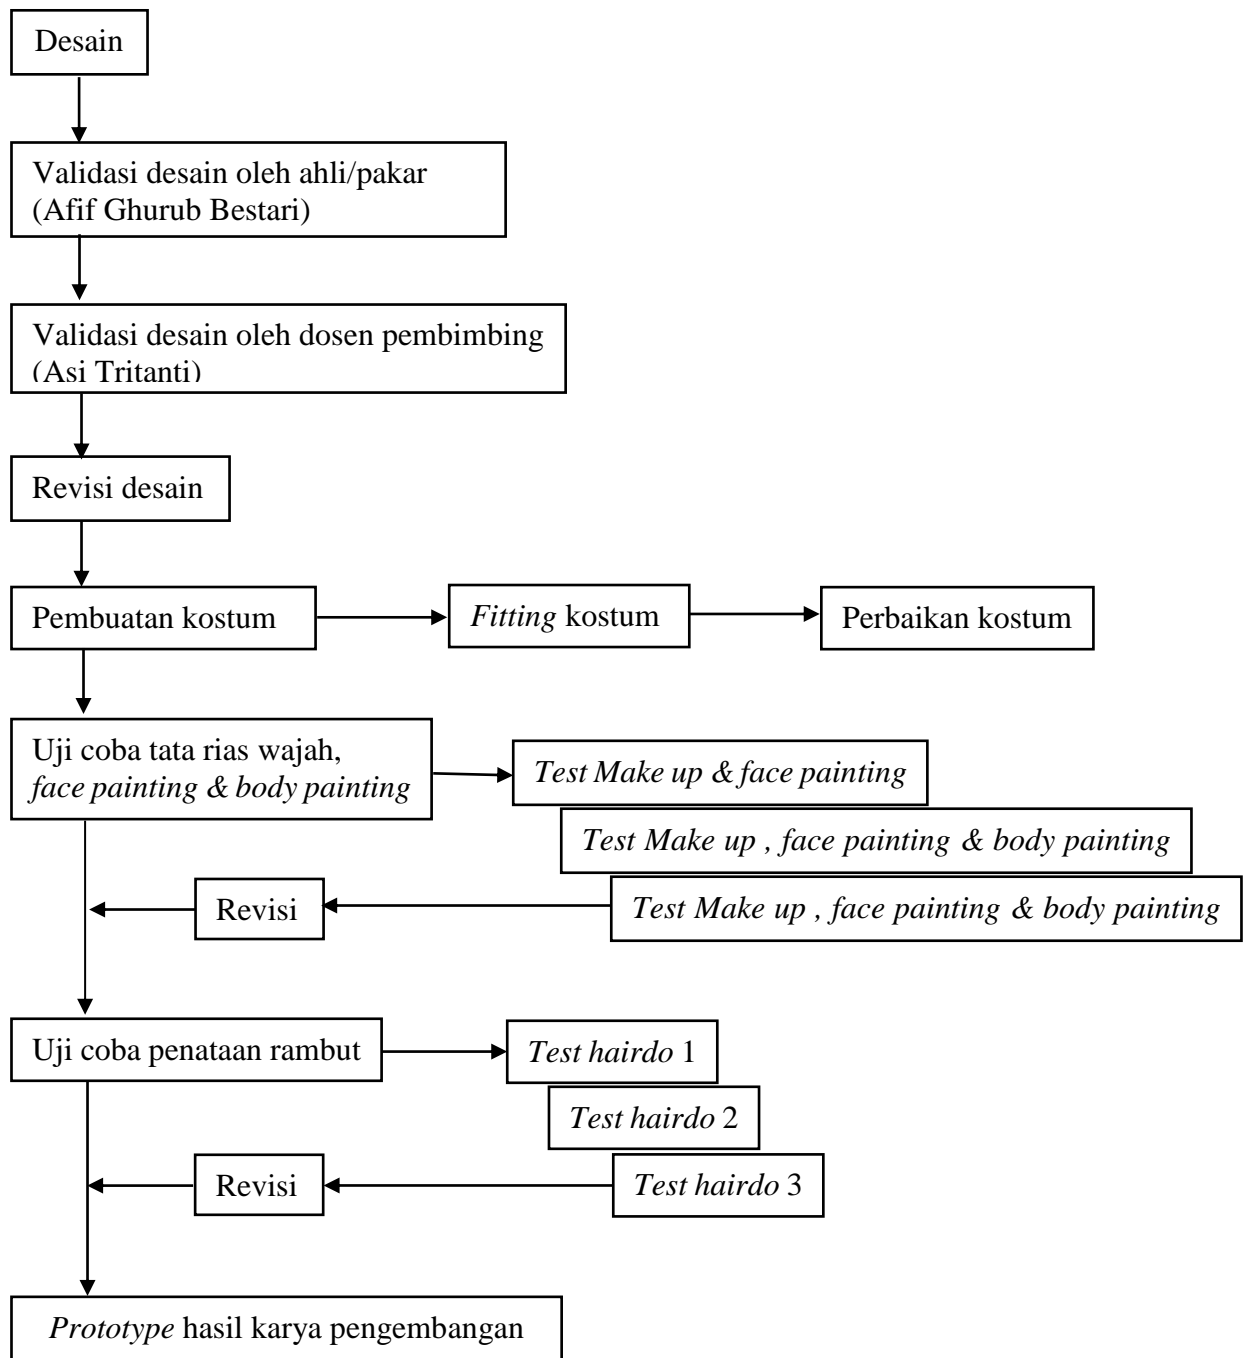 Desain
Validasi desain oleh ahli/pakar
(Afif Ghurub Bestari)
Validasi desain oleh dosen pembimbing
(Asi Tritanti)
Revisi desain
Pembuatan kostum
Fitting kostum
Perbaikan kostum
Uji coba tata rias wajah,
face painting & body painting
Test Make up & face painting
Test Make up , face painting & body painting
Revisi
Test Make up , face painting & body painting
Uji coba penataan rambut
Test hairdo 1
Test hairdo 2
Revisi
Test hairdo 3
Prototype hasil karya pengembangan